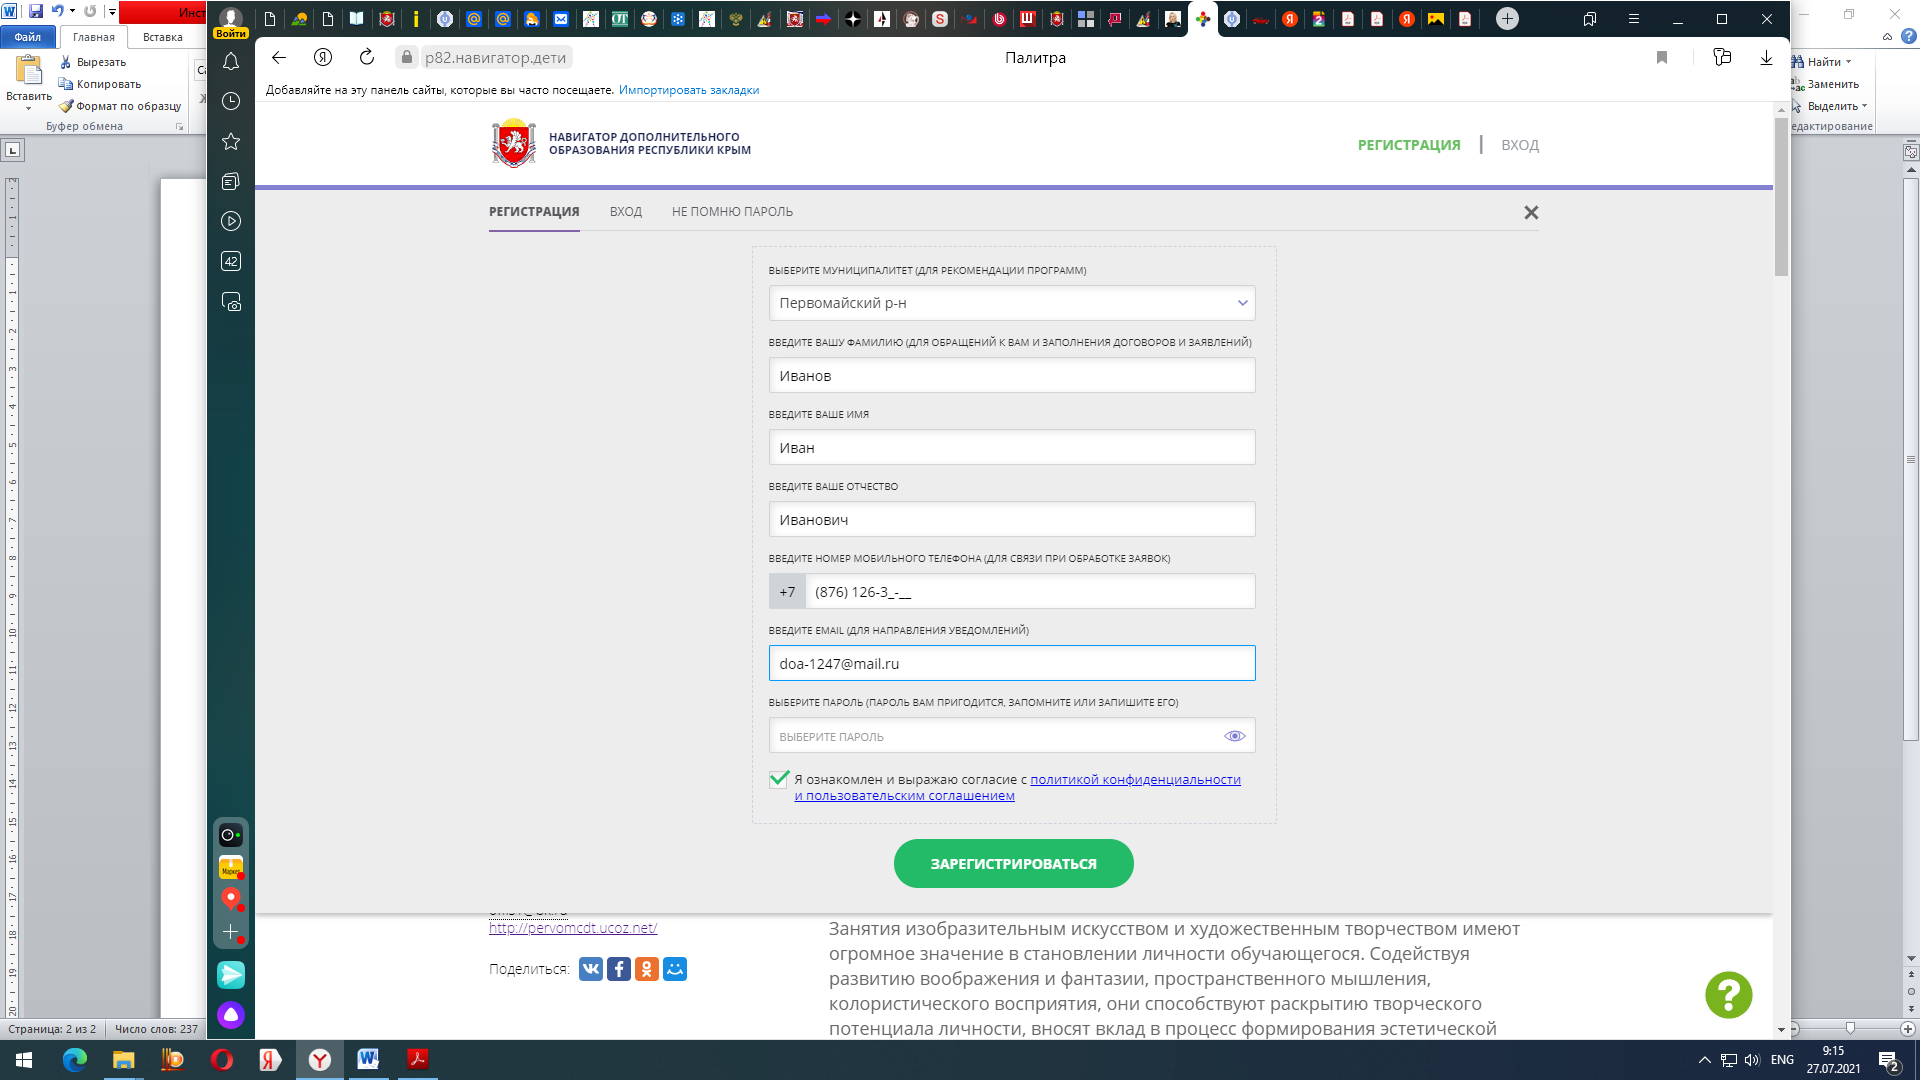 Файл
Главная
Вставка
Вставить
Вырезать
Копировать
Формат по образцу
Буфер обмена
Войти
42
Маркет
p82.навигатор.дети
Палитра
Добавляйте на эту панель сайты, которые вы часто посещаете. Импортировать закладки
НАВИГАТОР ДОПОЛНИТЕЛЬНОГО
ОБРАЗОВАНИЯ РЕСПУБЛИКИ КРЫМ
РЕГИСТРАЦИЯ | ВХОД
РЕГИСТРАЦИЯ ВХОД НЕ ПОМНЮ ПАРОЛЬ
ВЫБЕРИТЕ МУНИЦИПАЛИТЕТ (ДЛЯ РЕКОМЕНДАЦИИ ПРОГРАММ)
Первомайский р-н
ВВЕДИТЕ ВАШУ ФАМИЛИЮ (ДЛЯ ОБРАЩЕНИЙ К ВАМ И ЗАПОЛНЕНИЯ ДОГОВОРОВ И ЗАЯВЛЕНИЙ)
Иванов
ВВЕДИТЕ ВАШЕ ИМЯ
Иван
ВВЕДИТЕ ВАШЕ ОТЧЕСТВО
Иванович
ВВЕДИТЕ НОМЕР МОБИЛЬНОГО ТЕЛЕФОНА (ДЛЯ СВЯЗИ ПРИ ОБРАБОТКЕ ЗАЯВОК)
+7 (876) 126-3_-__
ВВЕДИТЕ EMAIL (ДЛЯ НАПРАВЛЕНИЯ УВЕДОМЛЕНИЙ)
doa-1247@mail.ru
ВЫБЕРИТЕ ПАРОЛЬ (ПАРОЛЬ ВАМ ПРИГОДИТСЯ, ЗАПОМНИТЕ ИЛИ ЗАПИШИТЕ ЕГО)
ВЫБЕРИТЕ ПАРОЛЬ
Я ознакомлен и выражаю согласие с политикой конфиденциальности
и пользовательским соглашением
ЗАРЕГИСТРИРОВАТЬСЯ
http://pervomcdt.ucoz.net/
Поделиться:
Занятия изобразительным искусством и художественным творчеством имеют
огромное значение в становлении личности обучающегося. Содействуя
развитию воображения и фантазии, пространственного мышления,
колористического восприятия, они способствуют раскрытию творческого
потенциала личности, вносят вклад в процесс формирования эстетической
Найти
Заменить
Выделить
Страница: 2 из 2
Число слов: 237
ENG
9:15
27.07.2021
2